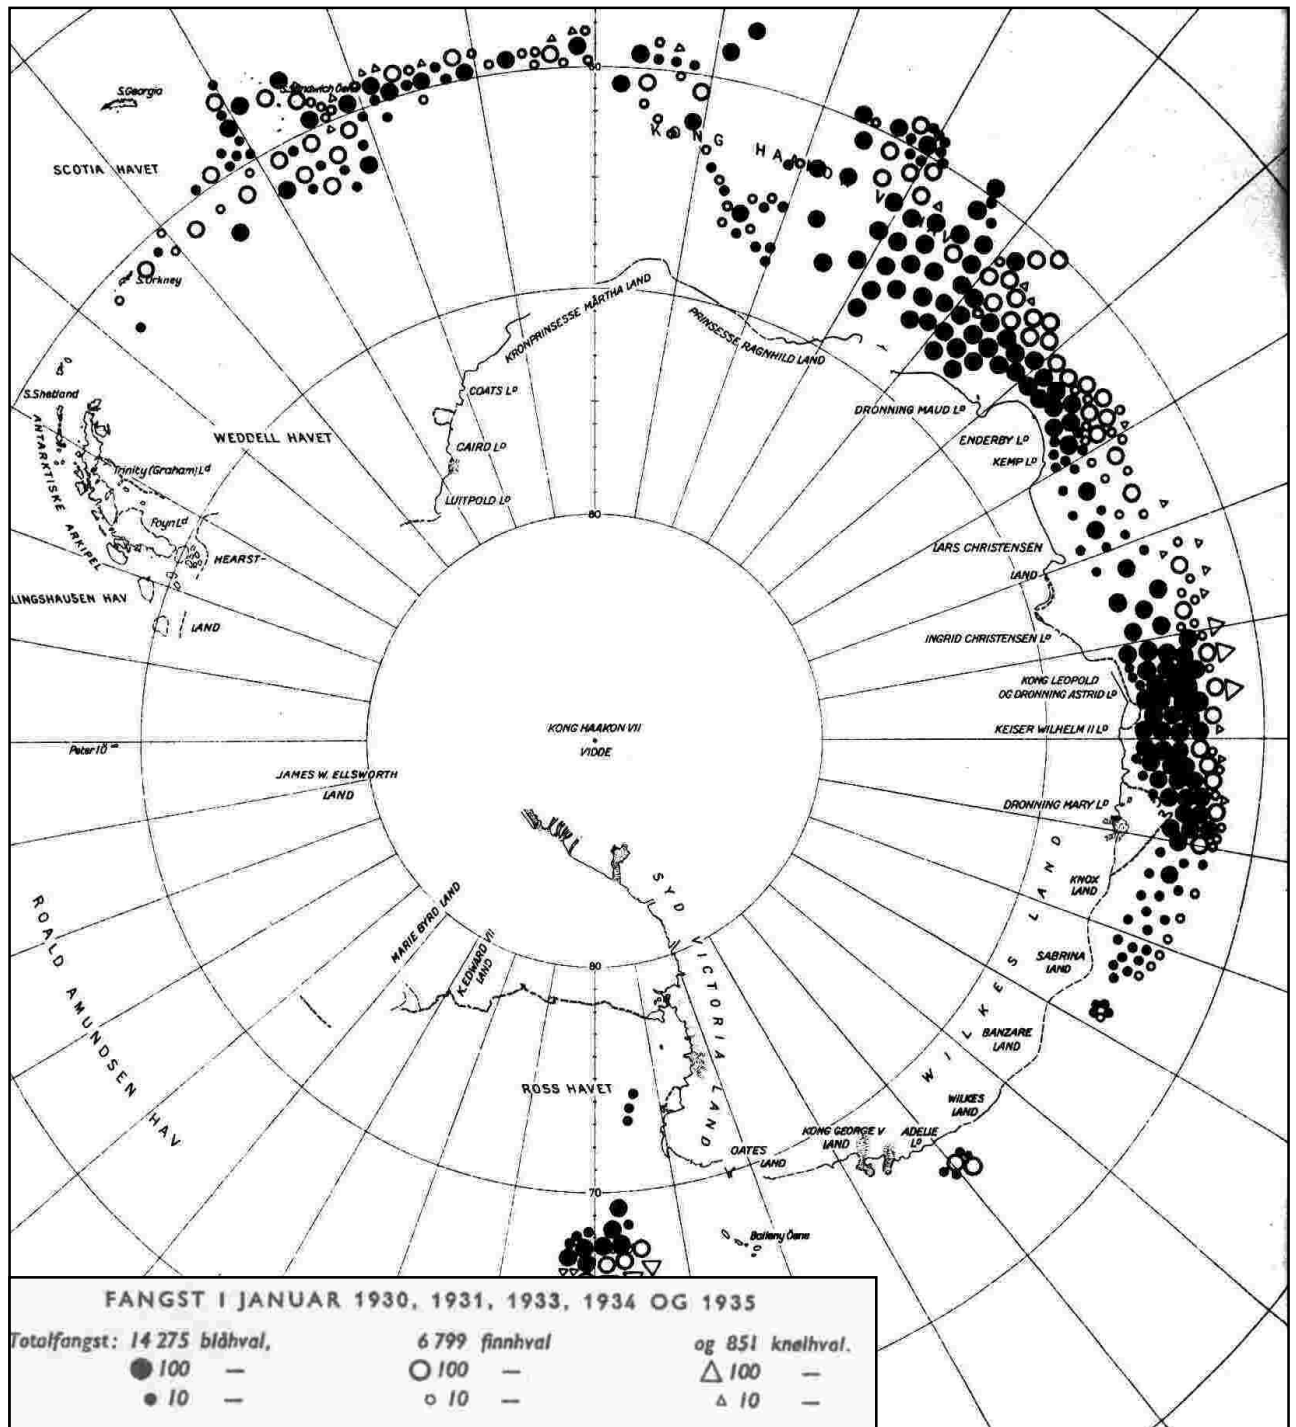 S.Georgia
S.Sandwich Öene
60
KONG HAAKON VII HAV
SCOTIA HAVET
S.Orkney
KRONPRINSESSE MÄRTHA LAND
PRINSESSE RAGNHILD LAND
S.Shetland
COATS Lᴰ
DRONNING MAUD Lᴰ
ANTARKTISKE ARKIPEL
WEDDELL HAVET
CAIRD Lᴰ
ENDERBY Lᴰ
KEMP Lᴰ
Trinity (Graham) Lᵈ
LUITPOLD Lᴰ
80
Foyn Lᵈ
HEARST-
LAND
LARS CHRISTENSEN
LAND
LINGSHAUSEN HAV
INGRID CHRISTENSEN Lᴰ
KONG LEOPOLD
OG DRONNING ASTRID Lᴰ
KONG HAAKON VII
VIDDE
KEISER WILHELM II Lᴰ
Peter I Ö
JAMES W. ELLSWORTH
LAND
DRONNING MARY Lᴰ
KNOX
LAND
WILKES LAND
SYD VICTORIA LAND
MARIE BYRD LAND
K.EDWARD VII
LAND
SABRINA
LAND
80
ROALD AMUNDSEN HAV
BANZARE
LAND
ROSS HAVET
WILKES
LAND
KONG GEORGE V
LAND
ADELIE
Lᴰ
OATES
LAND
70
Balleny Öene
FANGST I JANUAR 1930, 1931, 1933, 1934 OG 1935
Totalfangst: 14 275 blåhval, 6 799 finnhval og 851 knølhval.
100 — 100 — 100 —
10 — 10 — 10 —